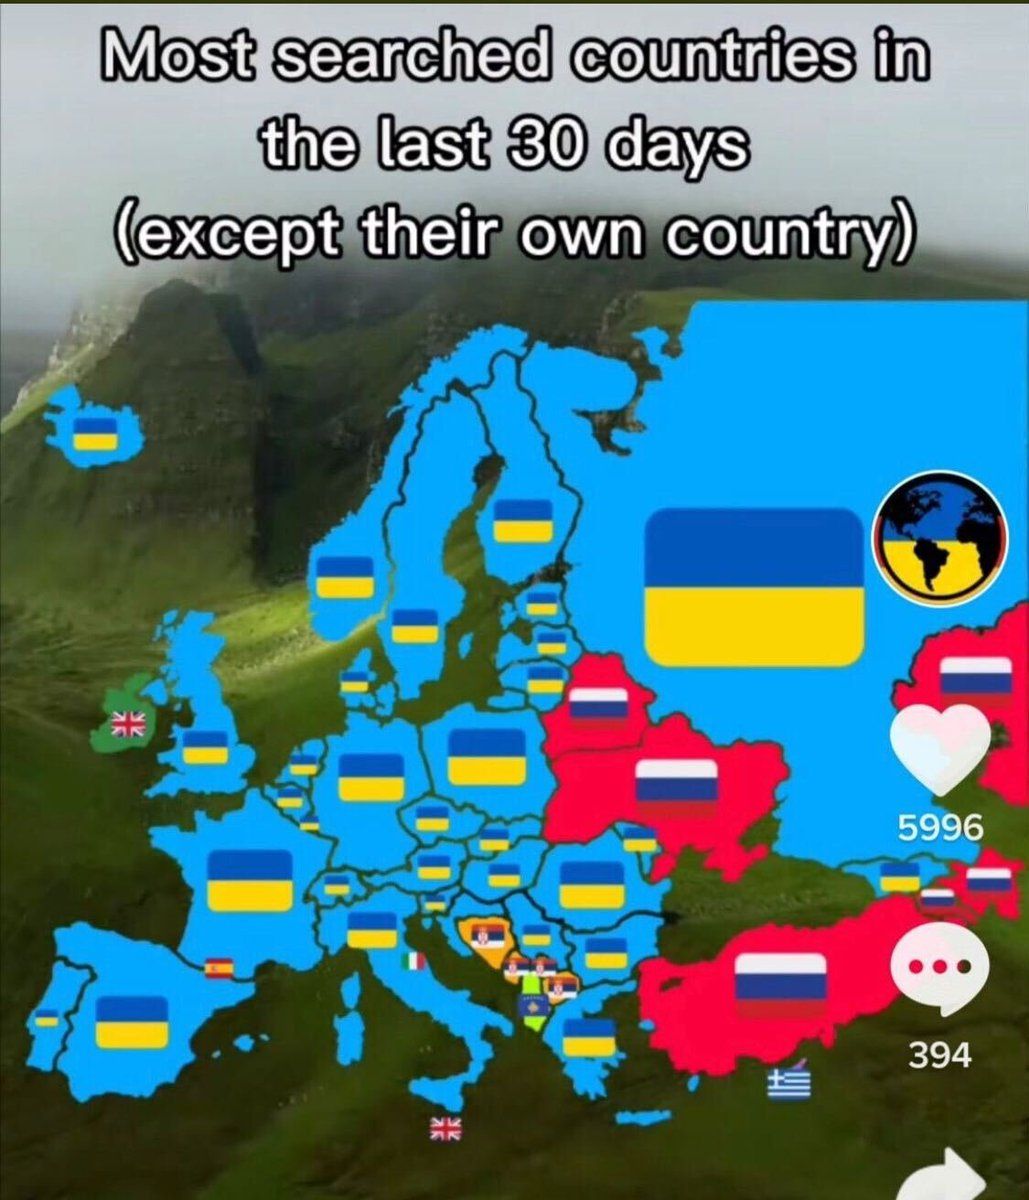 Most searched countries in
the last 30 days
(except their own country)
5996
394